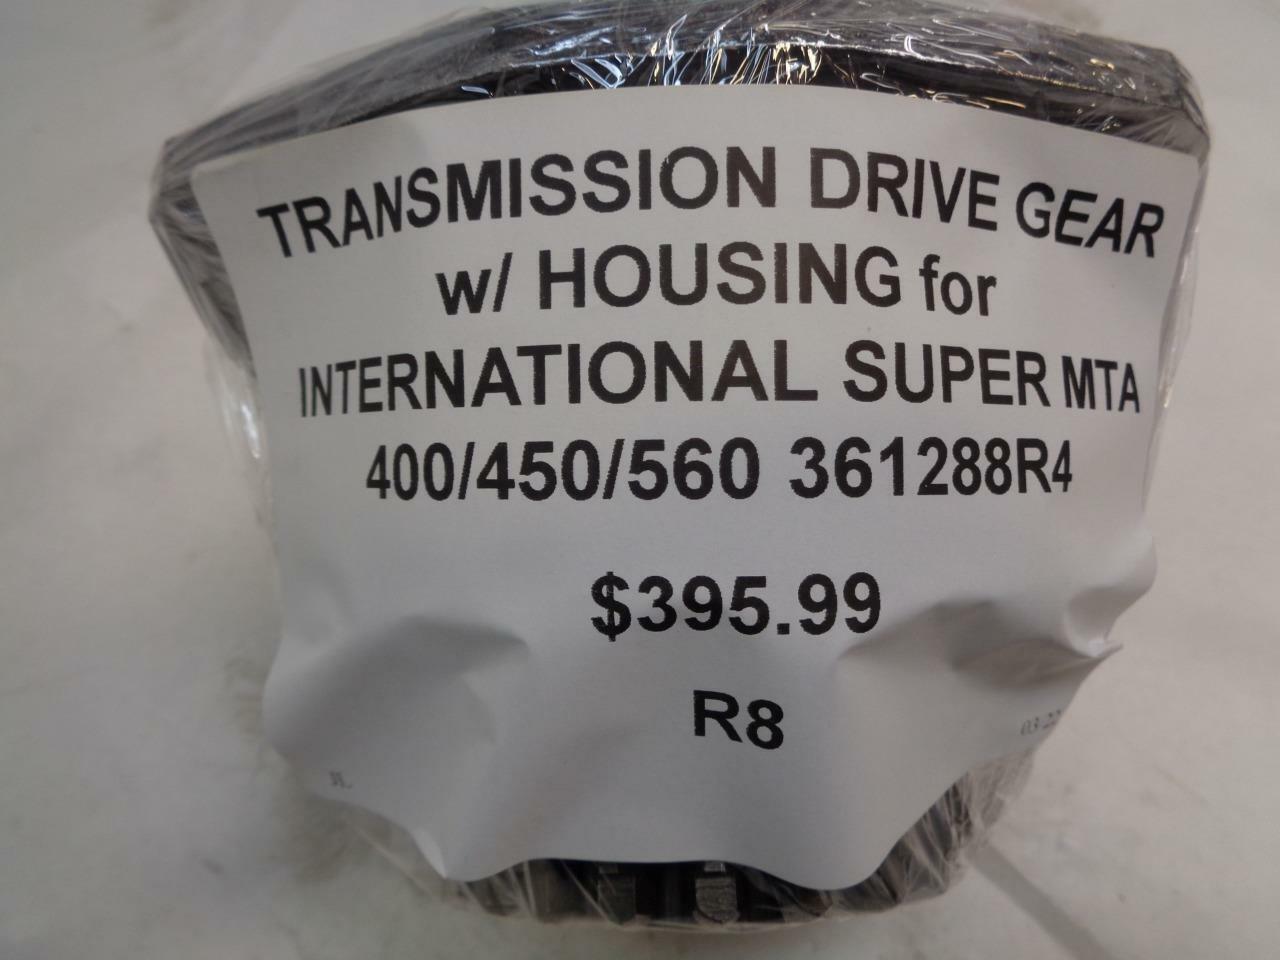 TRANSMISSION DRIVE GEAR
w/ HOUSING for
INTERNATIONAL SUPER MTA
400/450/560 361288R4
$395.99
R8